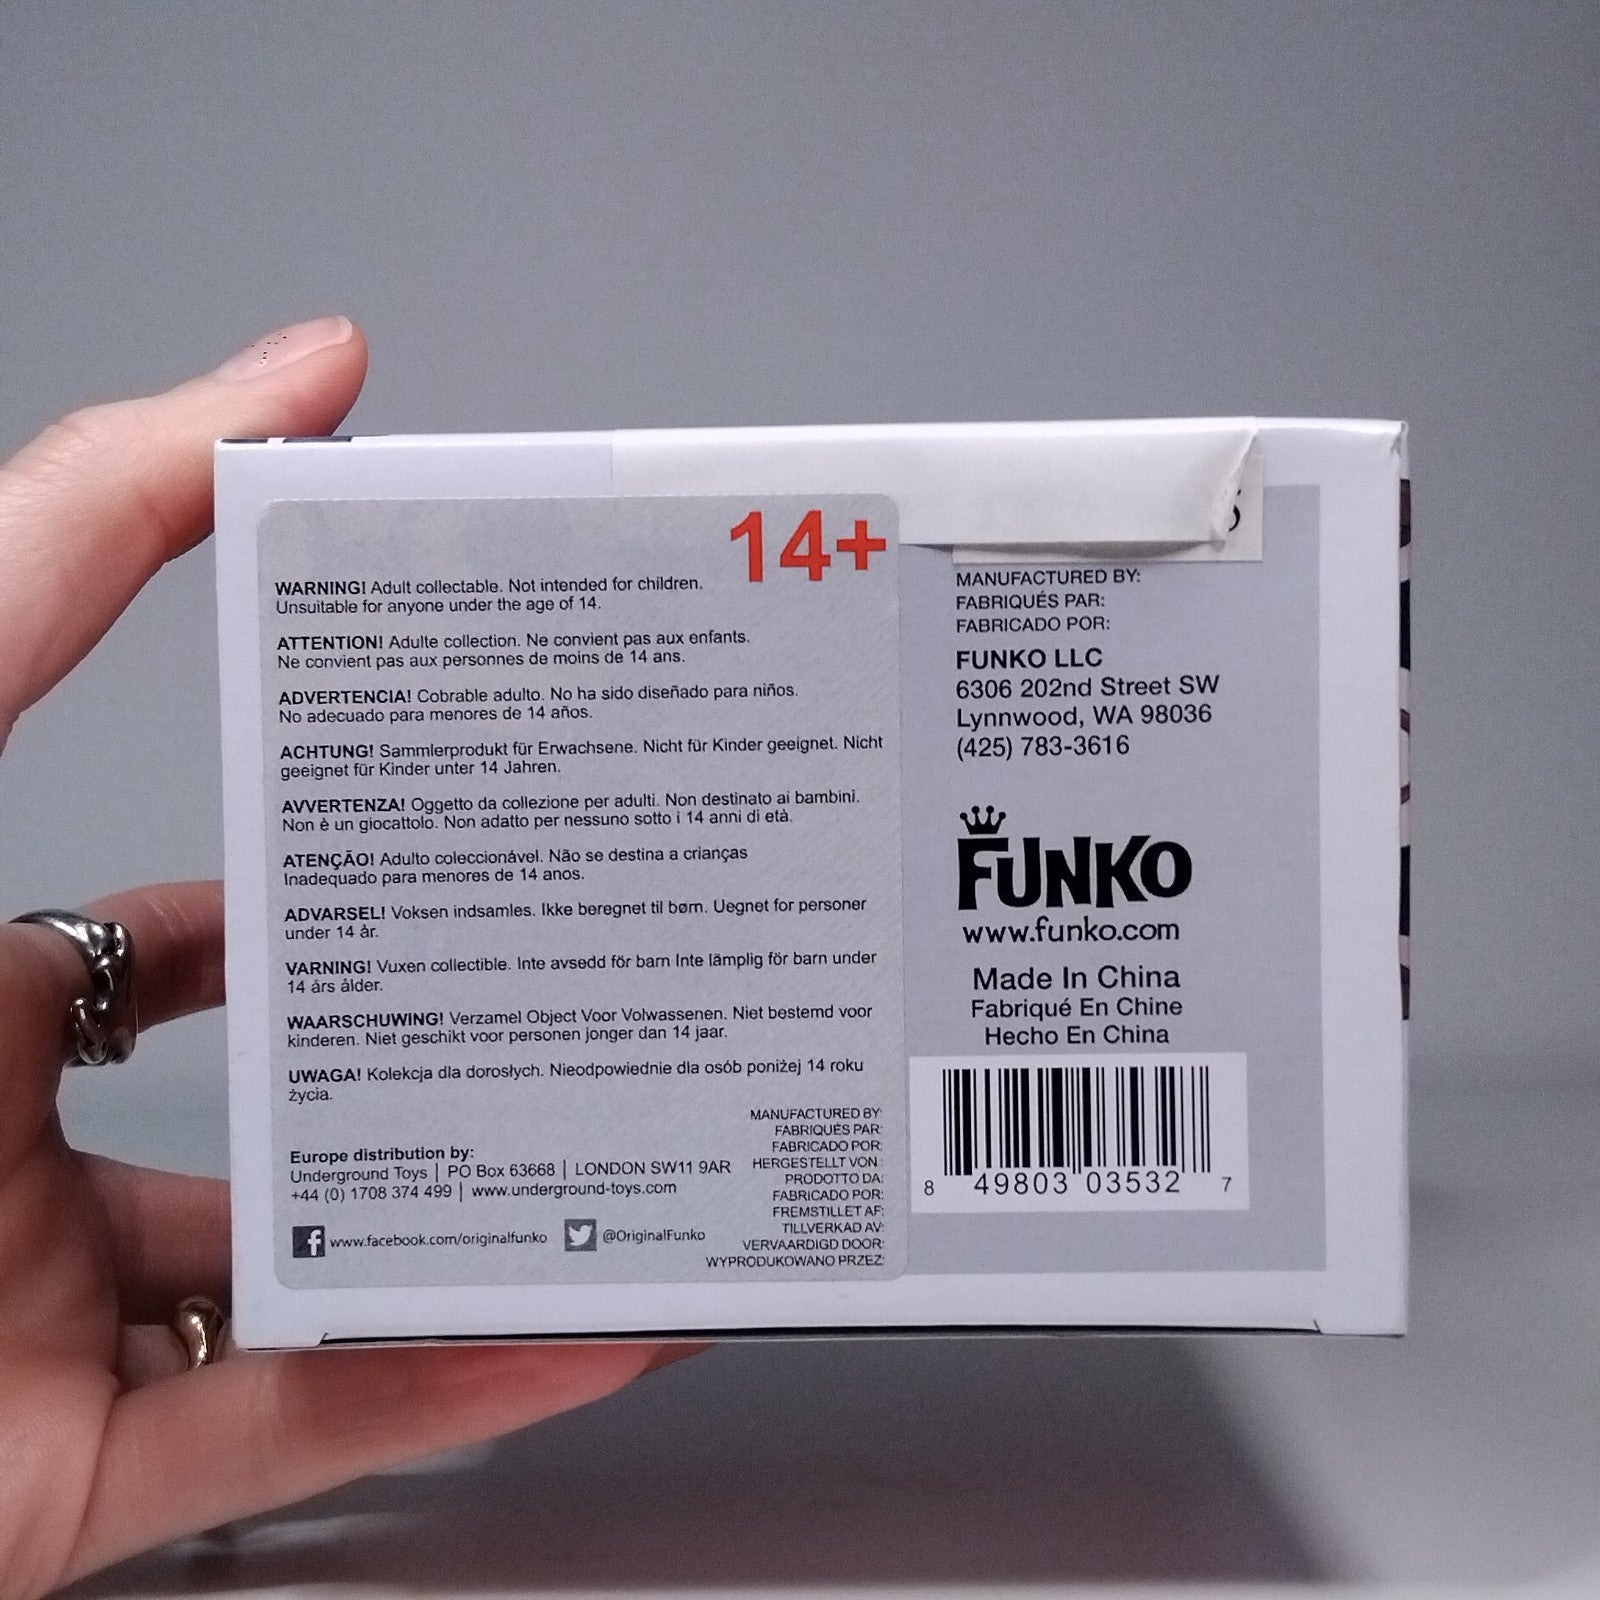 14+
WARNING! Adult collectable. Not intended for children.
Unsuitable for anyone under the age of 14.
ATTENTION! Adulte collection. Ne convient pas aux enfants.
Ne convient pas aux personnes de moins de 14 ans.
ADVERTENCIA! Cobrable adulto. No ha sido diseñado para niños.
No adecuado para menores de 14 años.
ACHTUNG! Sammlerprodukt für Erwachsene. Nicht für Kinder geeignet. Nicht
geeignet für Kinder unter 14 Jahren.
AVVERTENZA! Oggetto da collezione per adulti. Non destinato ai bambini.
Non è un giocattolo. Non adatto per nessuno sotto i 14 anni di età.
ATENÇÃO! Adulto coleccionável. Não se destina a crianças
Inadequado para menores de 14 anos.
ADVARSEL! Voksen indsamles. Ikke beregnet til børn. Uegnet for personer
under 14 år.
VARNING! Vuxen collectible. Inte avsedd för barn Inte lämplig för barn under
14 års ålder.
WAARSCHUWING! Verzamel Object Voor Volwassenen. Niet bestemd voor
kinderen. Niet geschikt voor personen jonger dan 14 jaar.
UWAGA! Kolekcja dla dorosłych. Nieodpowiednie dla osób poniżej 14 roku
życia.
MANUFACTURED BY:
FABRIQUÉS PAR:
FABRICADO POR:
HERGESTELLT VON :
PRODOTTO DA:
FABRICADO POR:
FREMSTILLET AF:
TILLVERKAD AV:
VERVAARDIGD DOOR:
WYPRODUKOWANO PRZEZ:
Europe distribution by:
Underground Toys | PO Box 63668 | LONDON SW11 9AR
+44 (0) 1708 374 499 | www.underground-toys.com
www.facebook.com/originalfunko @OriginalFunko
MANUFACTURED BY:
FABRIQUÉS PAR:
FABRICADO POR:
FUNKO LLC
6306 202nd Street SW
Lynnwood, WA 98036
(425) 783-3616
FUNKO
www.funko.com
Made In China
Fabriqué En Chine
Hecho En China
8 49803 03532 7